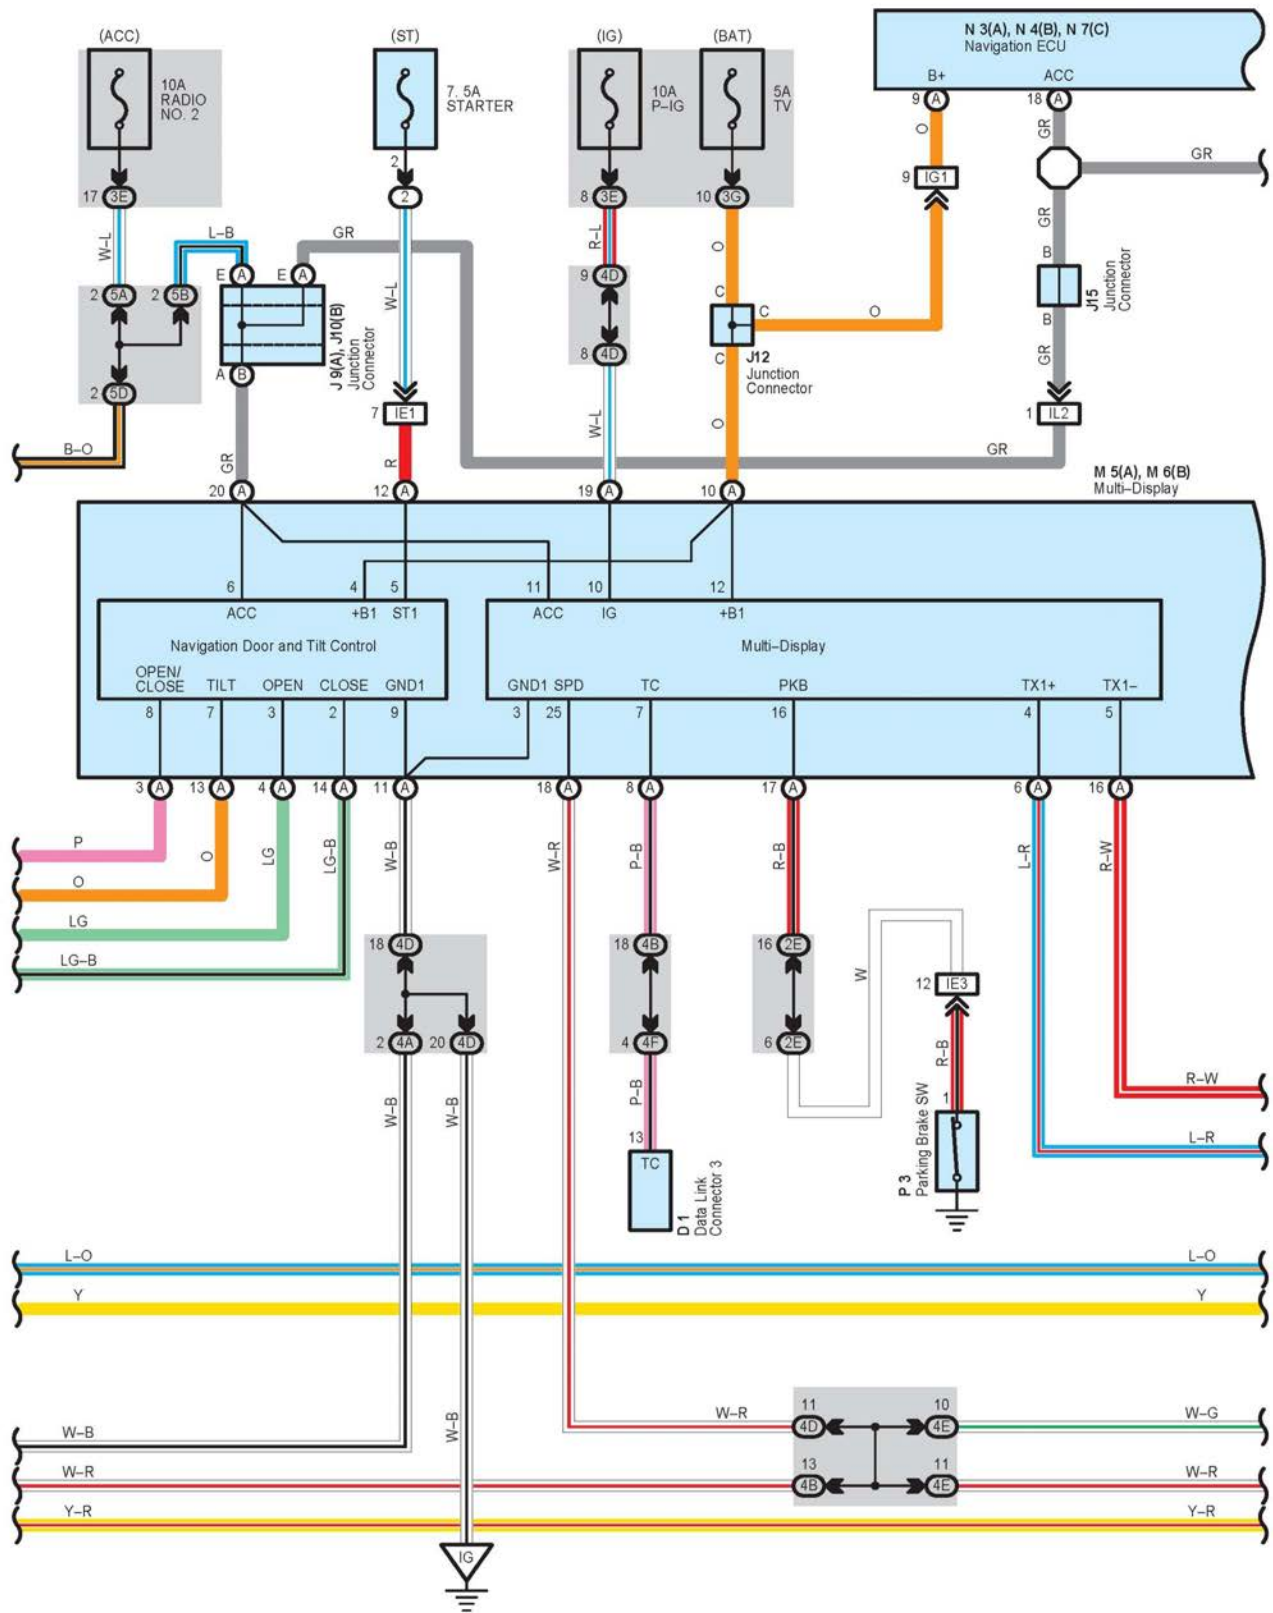 N 3(A), N 4(B), N 7(C)
Navigation ECU
B+ ACC
9 A 18 A
(ACC) (ST) (IG) (BAT)
10A
RADIO
NO. 2
7. 5A
STARTER
10A
P–IG
5A
TV
2
17 3E 2 8 3E 10 3G
O GR
9 IG1
GR
W–L L–B GR W–L R–L O GR
E A E A
2 5A 2 5B
9 4D
B
J15
Junction
Connector
B
J 9(A), J10(B)
Junction
Connector
C
C O
C
J12
Junction
Connector
8 4D
A B
2 5D
7 IE1
GR
1 IL2
B–O GR R W–L O GR
M 5(A), M 6(B)
Multi–Display
20 A 12 A 19 A 10 A
6 4 5 11 10 12
ACC +B1 ST1 ACC IG +B1
Navigation Door and Tilt Control Multi–Display
OPEN/
CLOSE TILT OPEN CLOSE GND1 GND1 SPD TC PKB TX1+ TX1–
8 7 3 2 9 3 25 7 16 4 5
3 A 13 A 4 A 14 A 11 A 18 A 8 A 17 A 6 A 16 A
P
O LG LG–B W–B W–R P–B R–B L–R R–W
O
LG
LG–B
18 4D 18 4B 16 2E
W
12 IE3
2 4A 20 4D 4 4F 6 2E
R–B
W–B W–B P–B
1
P 3
Parking Brake SW
13
TC
D 1
Data Link
Connector 3
R–W
L–R
L–O L–O
Y Y
W–B
W–R
11 10
4D 4E
W–G
W–B
13 11
4B 4E
W–R W–R
Y–R Y–R
IG